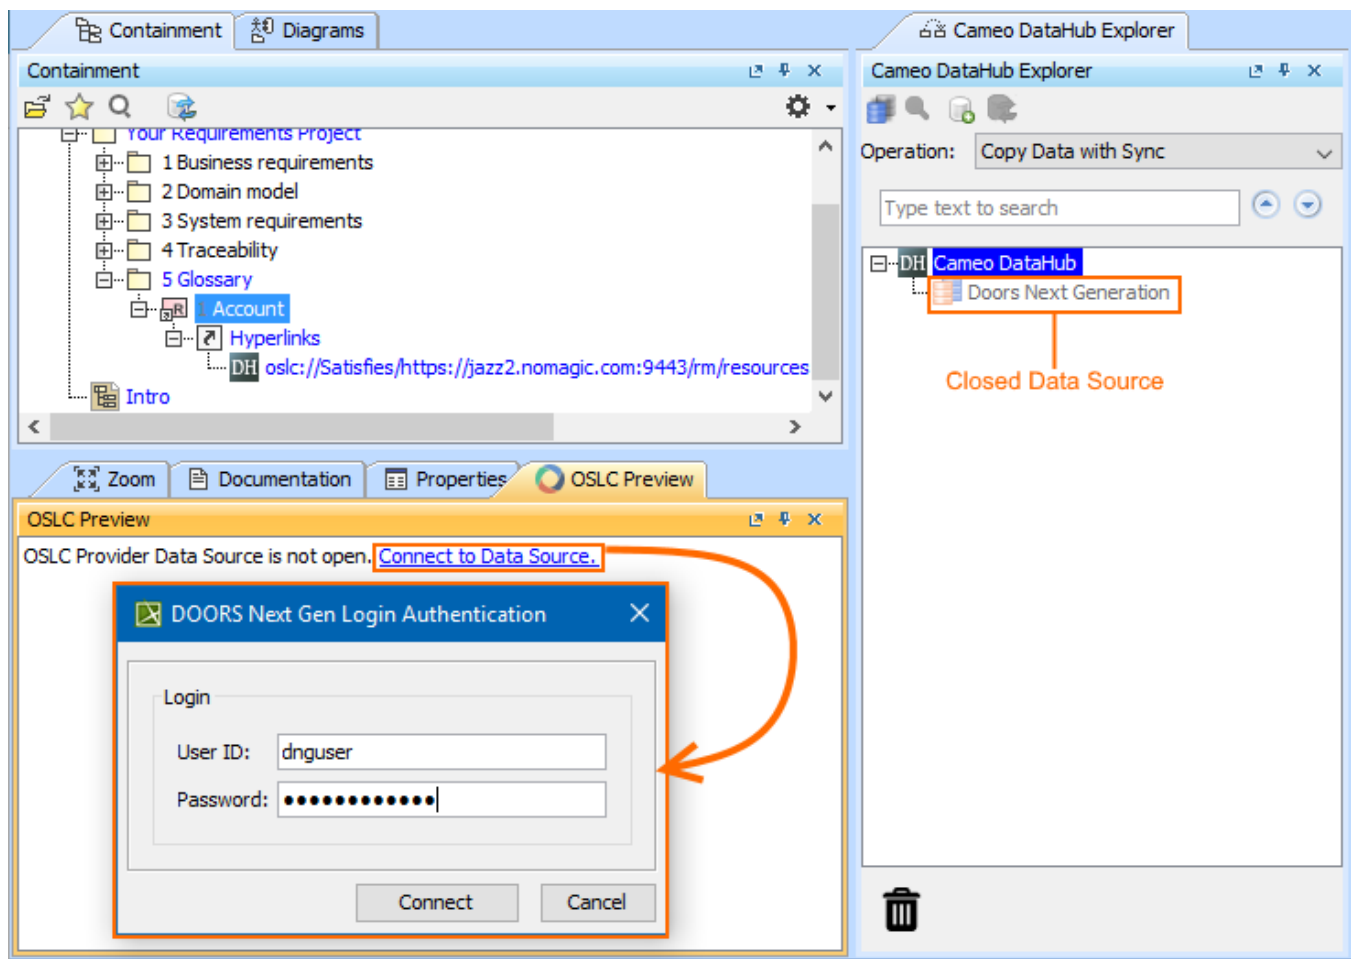 Containment
Diagrams
Containment
Your Requirements Project
1 Business requirements
2 Domain model
3 System requirements
4 Traceability
5 Glossary
R 1 Account
Hyperlinks
DH oslc://Satisfies/https://jazz2.nomagic.com:9443/rm/resources
Intro
Zoom
Documentation
Properties
OSLC Preview
OSLC Preview
OSLC Provider Data Source is not open. Connect to Data Source.
DOORS Next Gen Login Authentication
Login
User ID: dnguser
Password: ●●●●●●●●●●●●
Connect
Cancel
Cameo DataHub Explorer
Cameo DataHub Explorer
Operation: Copy Data with Sync
Type text to search
DH Cameo DataHub
Doors Next Generation
Closed Data Source